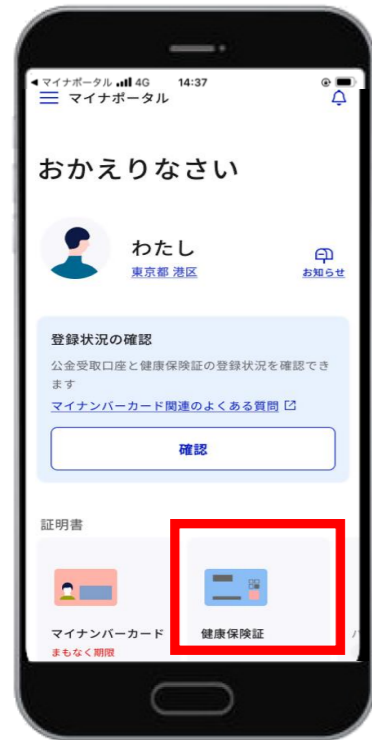 マイナポータル 4G 14:37
マイナポータル
おかえりなさい
わたし
東京都 港区
お知らせ
登録状況の確認
公金受取口座と健康保険証の登録状況を確認でき
ます
マイナンバーカード関連のよくある質問
確認
証明書
マイナンバーカード
健康保険証
まもなく期限